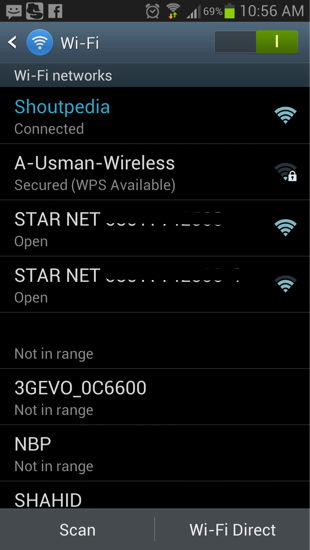 69% 10:56 AM
Wi-Fi
Wi-Fi networks
Shoutpedia
Connected
A-Usman-Wireless
Secured (WPS Available)
STAR NET
Open
STAR NET
Open
Not in range
3GEVO_0C6600
Not in range
NBP
Not in range
SHAHID
Scan Wi-Fi Direct